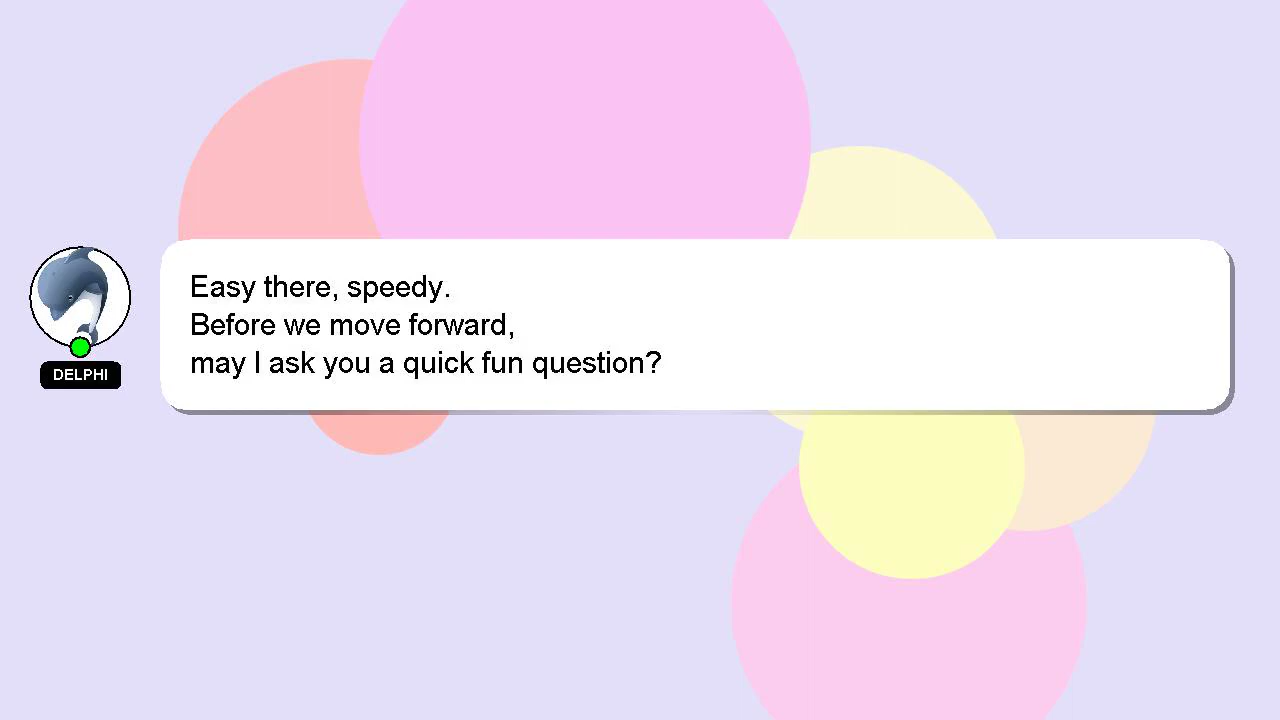 Easy there, speedy.
Before we move forward,
may I ask you a quick fun question?
DELPHI